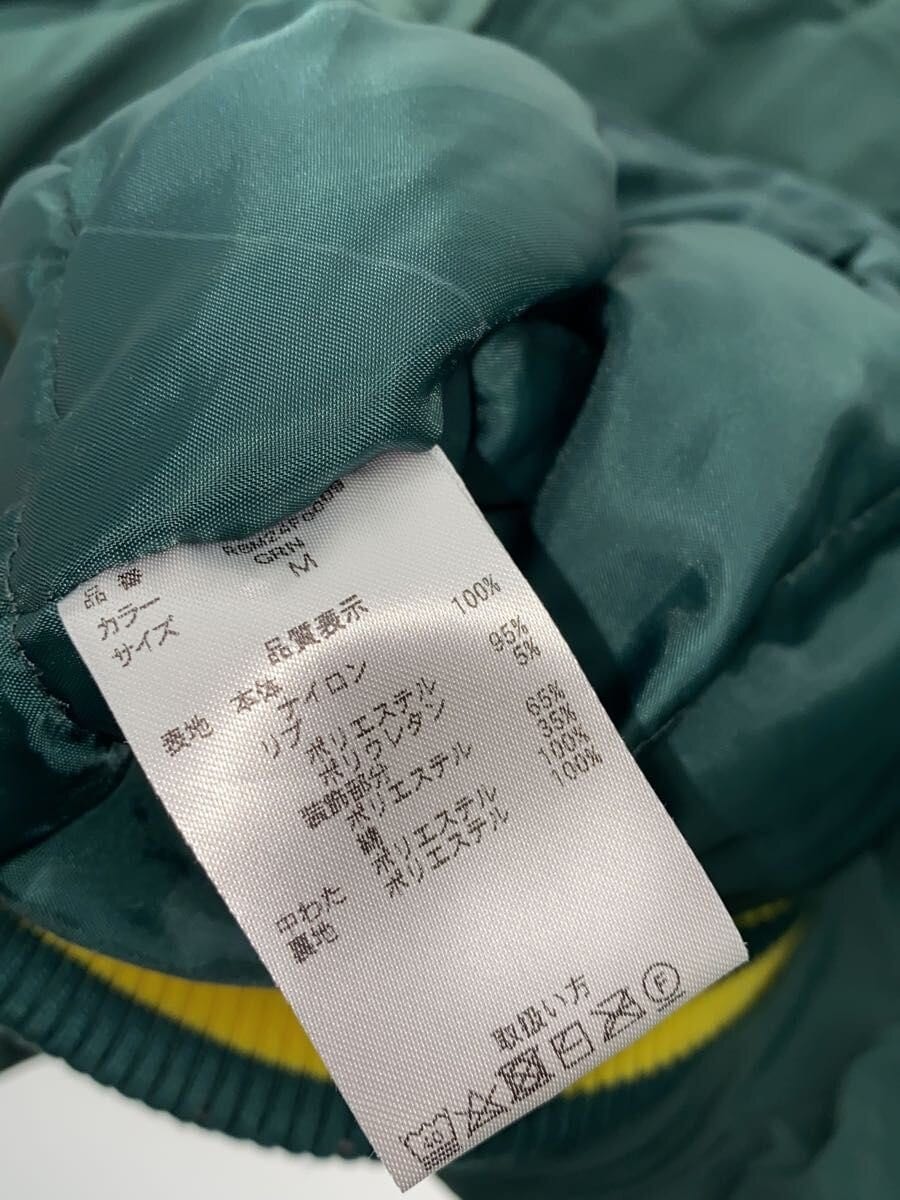 品番 R8M24FG009
カラー GRN
サイズ M
品質表示
表地 本体
ナイロン 100%
リブ
ポリエステル 95%
ポリウレタン 5%
装飾部分
ポリエステル 65%
綿 35%
中わた ポリエステル 100%
裏地 ポリエステル 100%
取扱い方
F